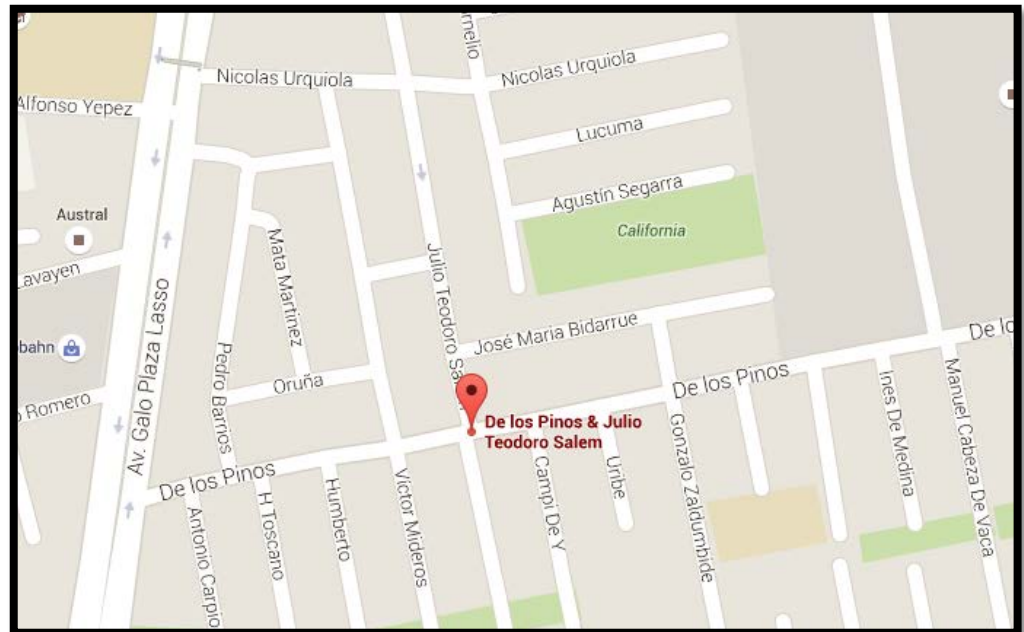 rnelio
Nicolas Urquiola
Nicolas Urquiola
Alfonso Yepez
Lucuma
Agustín Segarra
Austral
California
Lavayen
Mata Martinez
Julio Teodoro Sa
Av. Galo Plaza Lasso
bahn
José Maria Bidarrue
De lo
Pedro Barrios
Oruña
De los Pinos
Romero
De los Pinos & Julio
Teodoro Salem
Ines De Medina
Manuel Cabeza De Vaca
De los Pinos
Gonzalo Zaldumbide
Uribe
Campi De Y
Victor Mideros
Humberto
H Toscano
Antonio Carpio